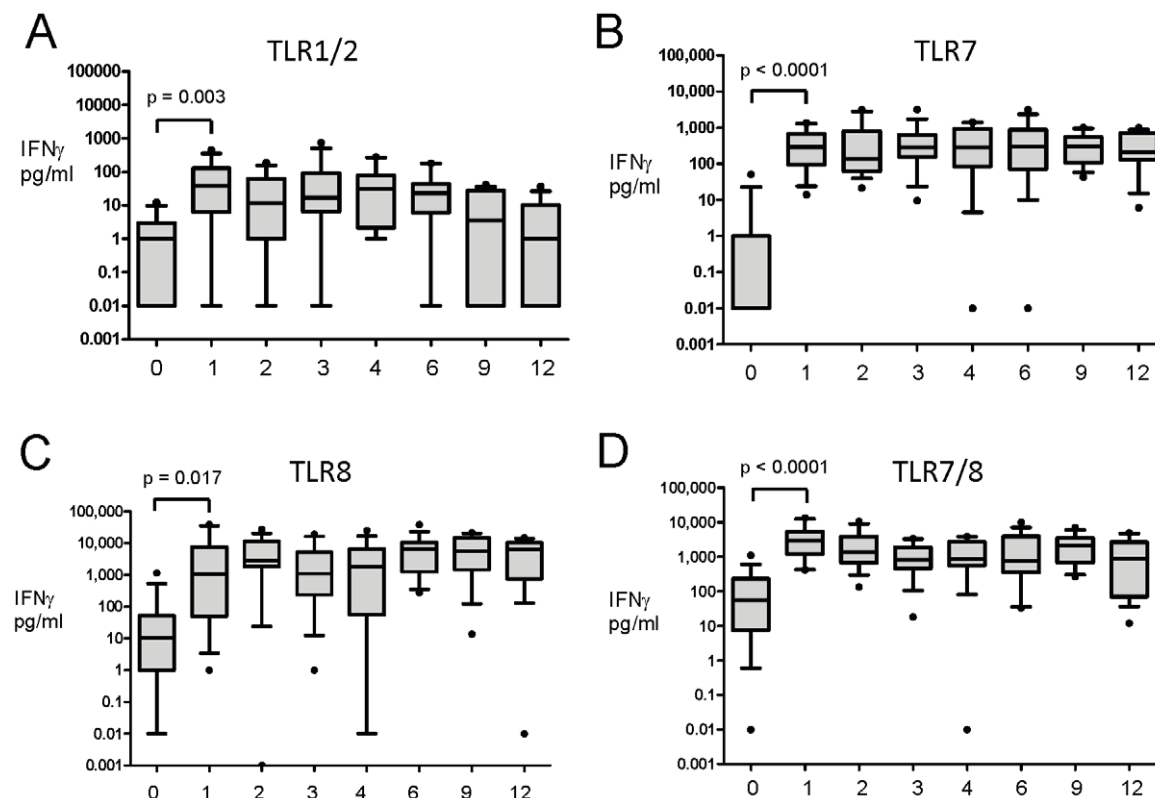 A
TLR1/2
100000
10000
1000
100
10
1
0.1
0.01
0.001
IFNγ
pg/ml
p = 0.003
0 1 2 3 4 6 9 12
B
TLR7
100,000
10,000
1,000
100
10
1
0.1
0.01
0.001
IFNγ
pg/ml
p < 0.0001
0 1 2 3 4 6 9 12
C
TLR8
p = 0.017
100,000
10,000
1,000
100
10
1
0.1
0.01
0.001
IFNγ
pg/ml
0 1 2 3 4 6 9 12
D
TLR7/8
p < 0.0001
100,000
10,000
1,000
100
10
1
0.1
0.01
0.001
IFNγ
pg/ml
0 1 2 3 4 6 9 12